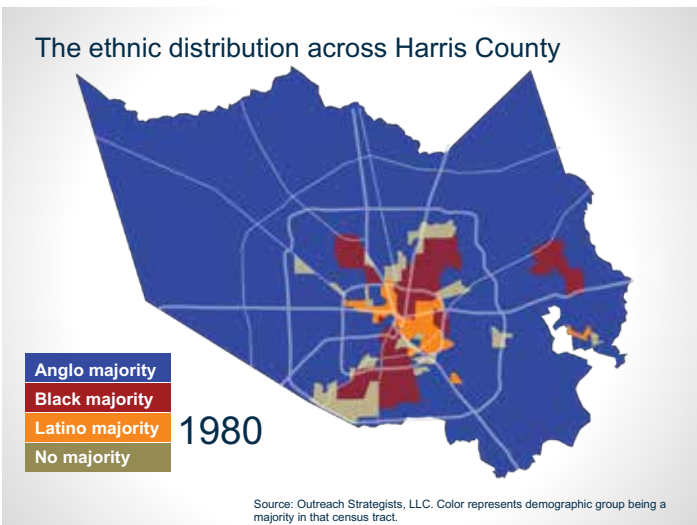 The ethnic distribution across Harris County
Anglo majority
Black majority
Latino majority
No majority
1980
Source: Outreach Strategists, LLC. Color represents demographic group being a
majority in that census tract.